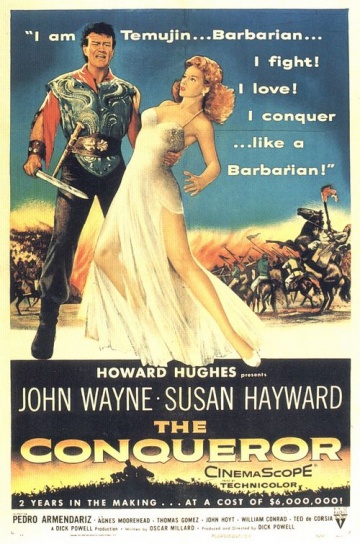 "I am Temujin...Barbarian...
I fight!
I love!
I conquer
...like a
Barbarian!"
HOWARD HUGHES presents
JOHN WAYNE · SUSAN HAYWARD
THE
CONQUEROR
CINEMASCOPE
TECHNICOLOR
2 YEARS IN THE MAKING...AT A COST OF $6,000,000!
PEDRO ARMENDARIZ · AGNES MOOREHEAD · THOMAS GOMEZ · JOHN HOYT · WILLIAM CONRAD · TED de CORSIA
A DICK POWELL Production · Written by OSCAR MILLARD · Produced and Directed by DICK POWELL